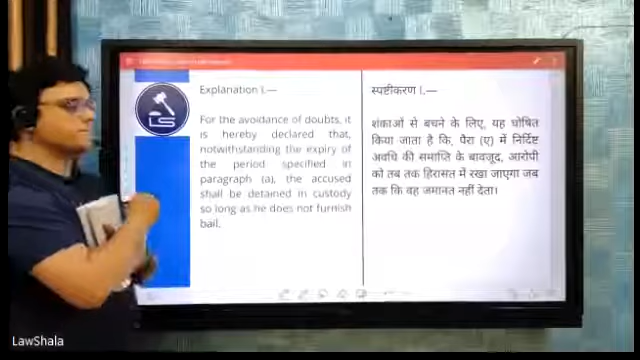 Explanation I.—
For the avoidance of doubts, it
is hereby declared that,
notwithstanding the expiry of
the period specified in
paragraph (a), the accused
shall be detained in custody
so long as he does not furnish
bail.
स्पष्टीकरण I.—
शंकाओं से बचने के लिए, यह घोषित
किया जाता है कि, पैरा (ए) में निर्दिष्ट
अवधि की समाप्ति के बावजूद, आरोपी
को तब तक हिरासत में रखा जाएगा जब
तक कि वह जमानत नहीं देता।
LS
LawShala